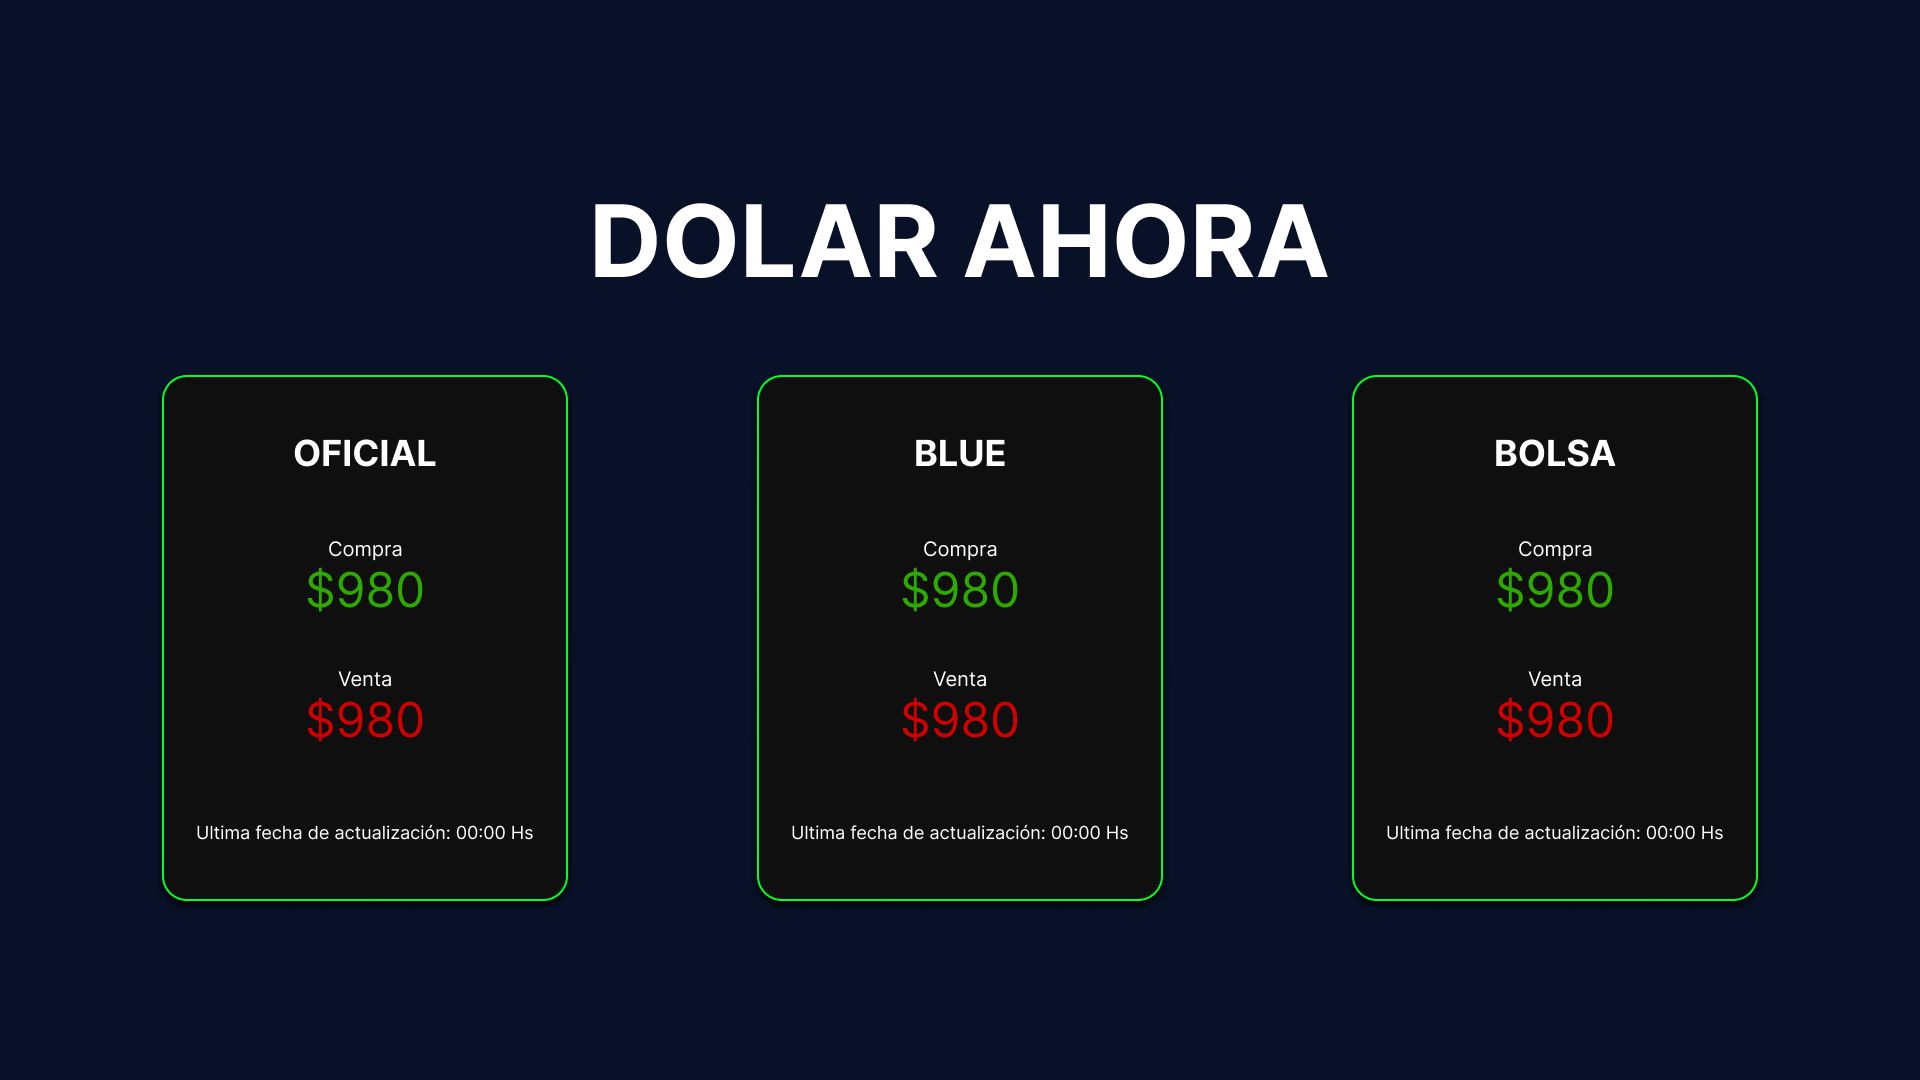 DOLAR AHORA
OFICIAL
Compra
$980
Venta
$980
Ultima fecha de actualización: 00:00 Hs
BLUE
Compra
$980
Venta
$980
Ultima fecha de actualización: 00:00 Hs
BOLSA
Compra
$980
Venta
$980
Ultima fecha de actualización: 00:00 Hs